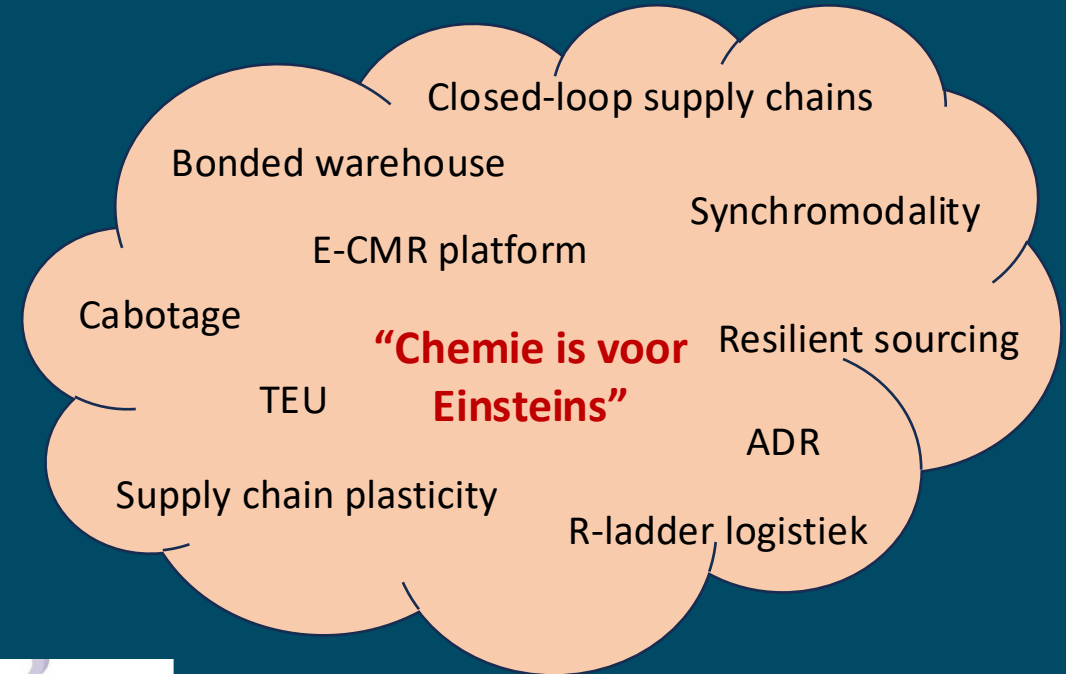 Closed-loop supply chains
Bonded warehouse
Synchromodality
E-CMR platform
Cabotage
“Chemie is voor
Einsteins”
Resilient sourcing
TEU
ADR
Supply chain plasticity
R-ladder logistiek